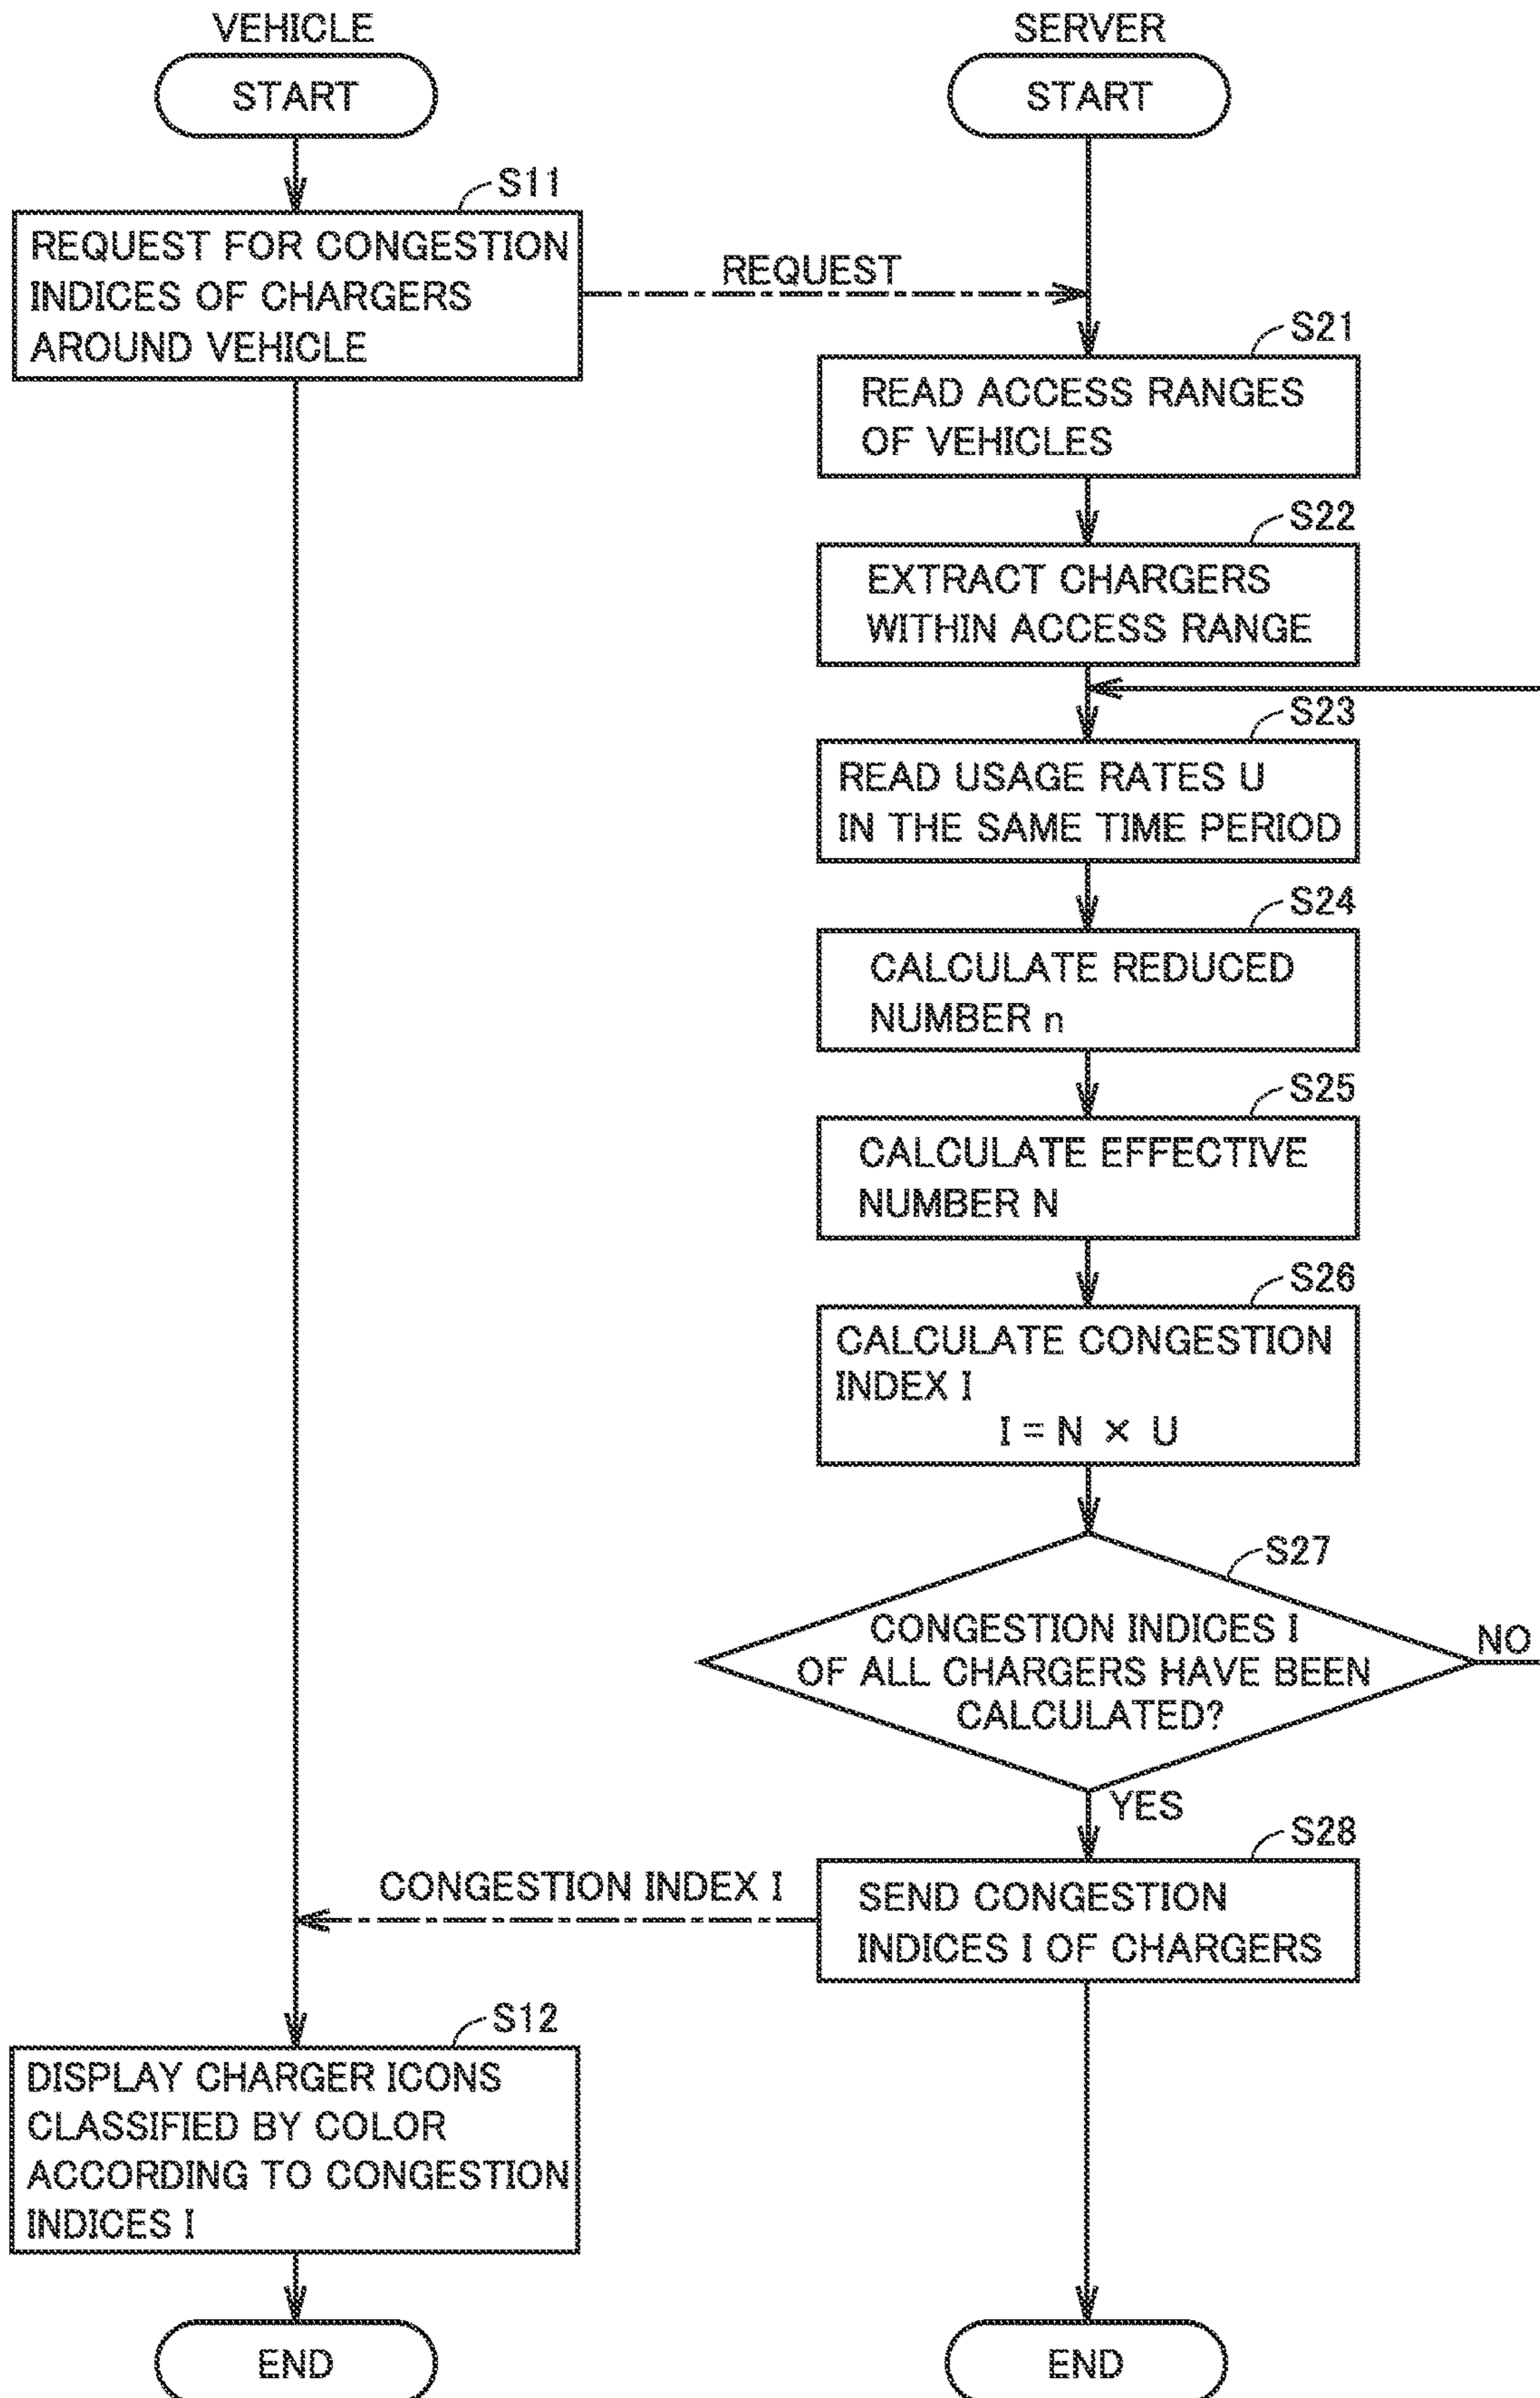 VEHICLE
START
S11
REQUEST FOR CONGESTION
INDICES OF CHARGERS
AROUND VEHICLE
REQUEST
SERVER
START
S21
READ ACCESS RANGES
OF VEHICLES
S22
EXTRACT CHARGERS
WITHIN ACCESS RANGE
S23
READ USAGE RATES U
IN THE SAME TIME PERIOD
S24
CALCULATE REDUCED
NUMBER n
S25
CALCULATE EFFECTIVE
NUMBER N
S26
CALCULATE CONGESTION
INDEX I
I = N × U
S27
CONGESTION INDICES I
OF ALL CHARGERS HAVE BEEN
CALCULATED?
NO
YES
S28
SEND CONGESTION
INDICES I OF CHARGERS
CONGESTION INDEX I
S12
DISPLAY CHARGER ICONS
CLASSIFIED BY COLOR
ACCORDING TO CONGESTION
INDICES I
END
END